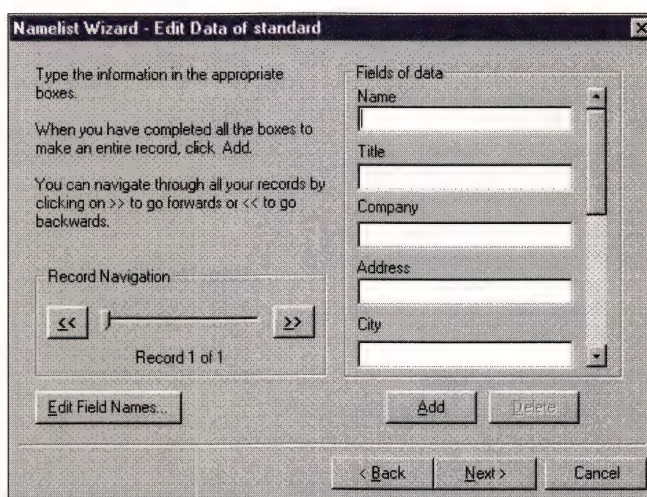 Namelist Wizard - Edit Data of standard
Type the information in the appropriate
boxes.
When you have completed all the boxes to
make an entire record, click Add.
You can navigate through all your records by
clicking on >> to go forwards or << to go
backwards.
Record Navigation
<<
>>
Record 1 of 1
Edit Field Names...
Fields of data
Name
Title
Company
Address
City
Add
Delete
< Back
Next >
Cancel